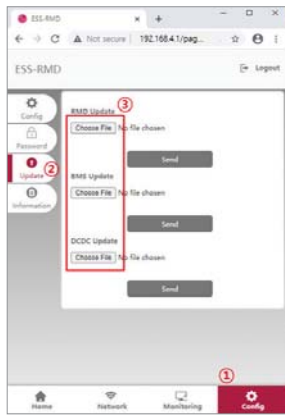 ESS-RMD
Not secure | 192.168.4.1/pag...
ESS-RMD
Logout
Config
Password
② Update
Information
RMD Update
③
Choose File No file chosen
Send
BMS Update
Choose File No file chosen
Send
DCDC Update
Choose File No file chosen
Send
①
Home
Network
Monitoring
Config